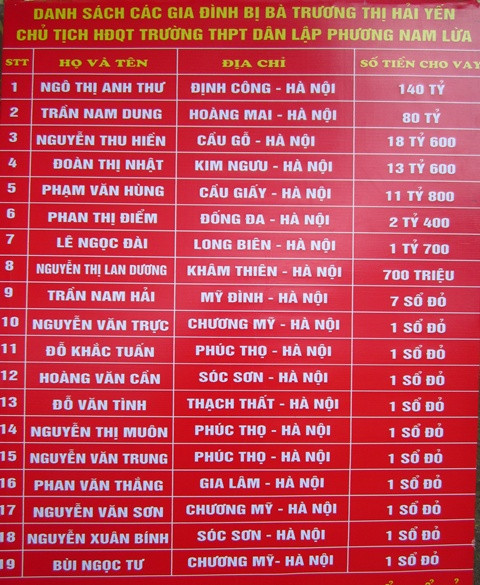 DANH SÁCH CÁC GIA ĐÌNH BỊ BÀ TRƯƠNG THỊ HẢI YẾN
CHỦ TỊCH HĐQT TRƯỜNG THPT DÂN LẬP PHƯƠNG NAM LỪA
STT HỌ VÀ TÊN ĐỊA CHỈ SỐ TIỀN CHO VAY
1 NGÔ THỊ ANH THƯ ĐỊNH CÔNG - HÀ NỘI 140 TỶ
2 TRẦN NAM DUNG HOÀNG MAI - HÀ NỘI 80 TỶ
3 NGUYỄN THU HIỀN CẦU GỖ - HÀ NỘI 18 TỶ 600
4 ĐOÀN THỊ NHẬT KIM NGƯU - HÀ NỘI 13 TỶ 600
5 PHẠM VĂN HÙNG CẦU GIẤY - HÀ NỘI 11 TỶ 800
6 PHAN THỊ ĐIỂM ĐỐNG ĐA - HÀ NỘI 2 TỶ 400
7 LÊ NGỌC ĐÀI LONG BIÊN - HÀ NỘI 1 TỶ 700
8 NGUYỄN THỊ LAN DƯƠNG KHÂM THIÊN - HÀ NỘI 700 TRIỆU
9 TRẦN NAM HẢI MỸ ĐÌNH - HÀ NỘI 7 SỔ ĐỎ
10 NGUYỄN VĂN TRỰC CHƯƠNG MỸ - HÀ NỘI 1 SỔ ĐỎ
11 ĐỖ KHẮC TUẤN PHÚC THỌ - HÀ NỘI 1 SỔ ĐỎ
12 HOÀNG VĂN CẨN SÓC SƠN - HÀ NỘI 1 SỔ ĐỎ
13 ĐỖ VĂN TÌNH THẠCH THẤT - HÀ NỘI 1 SỔ ĐỎ
14 NGUYỄN THỊ MUÔN PHÚC THỌ - HÀ NỘI 1 SỔ ĐỎ
15 NGUYỄN VĂN TRUNG PHÚC THỌ - HÀ NỘI 1 SỔ ĐỎ
16 PHAN VĂN THẮNG GIA LÂM - HÀ NỘI 1 SỔ ĐỎ
17 NGUYỄN VĂN SƠN CHƯƠNG MỸ - HÀ NỘI 1 SỔ ĐỎ
18 NGUYỄN XUÂN BÍNH SÓC SƠN - HÀ NỘI 1 SỔ ĐỎ
19 BÙI NGỌC TƯ CHƯƠNG MỸ- HÀ NỘI 1 SỔ ĐỎ